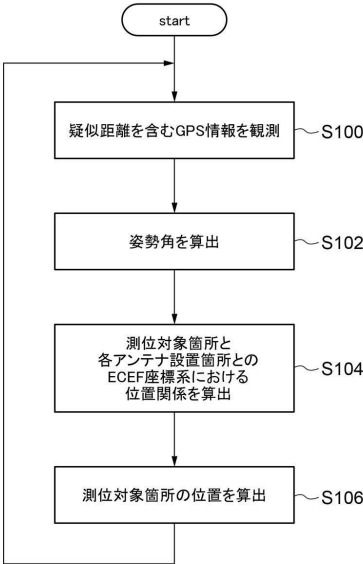 start
疑似距離を含むGPS情報を観測
S100
姿勢角を算出
S102
測位対象箇所と
各アンテナ設置箇所との
ECEF座標系における
位置関係を算出
S104
測位対象箇所の位置を算出
S106